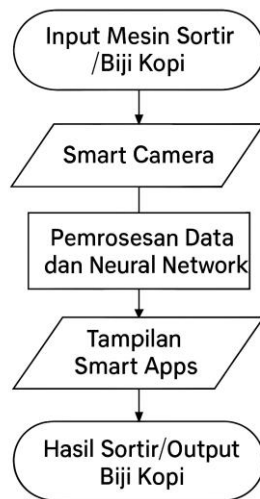 Input Mesin Sortir
/Biji Kopi
Smart Camera
Pemrosesan Data
dan Neural Network
Tampilan
Smart Apps
Hasil Sortir/Output
Biji Kopi